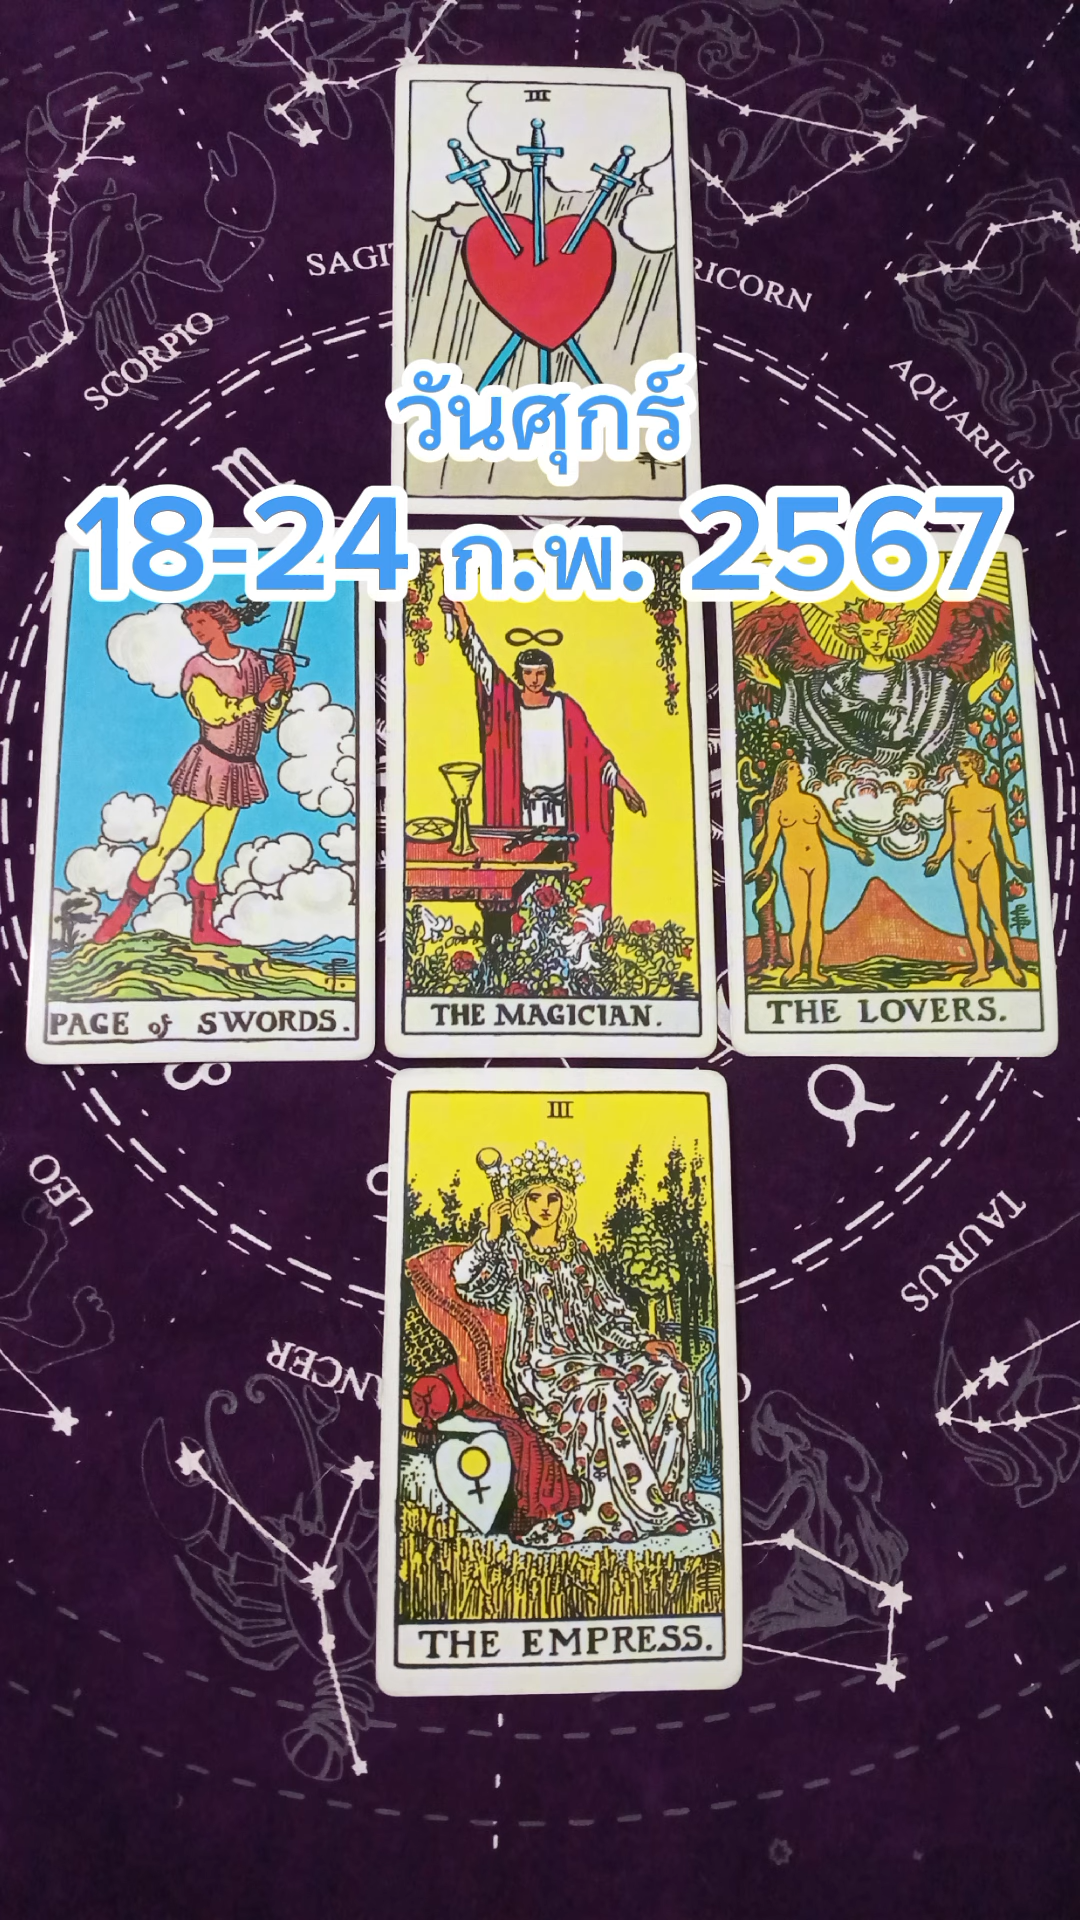 III
SAGIT
RICORN
SCORPIO
AQUARIUS
วันศุกร์
18-24 ก.พ. 2567
PAGE of SWORDS.
THE MAGICIAN.
THE LOVERS.
III
LEO
TAURUS
NCER
THE EMPRESS.